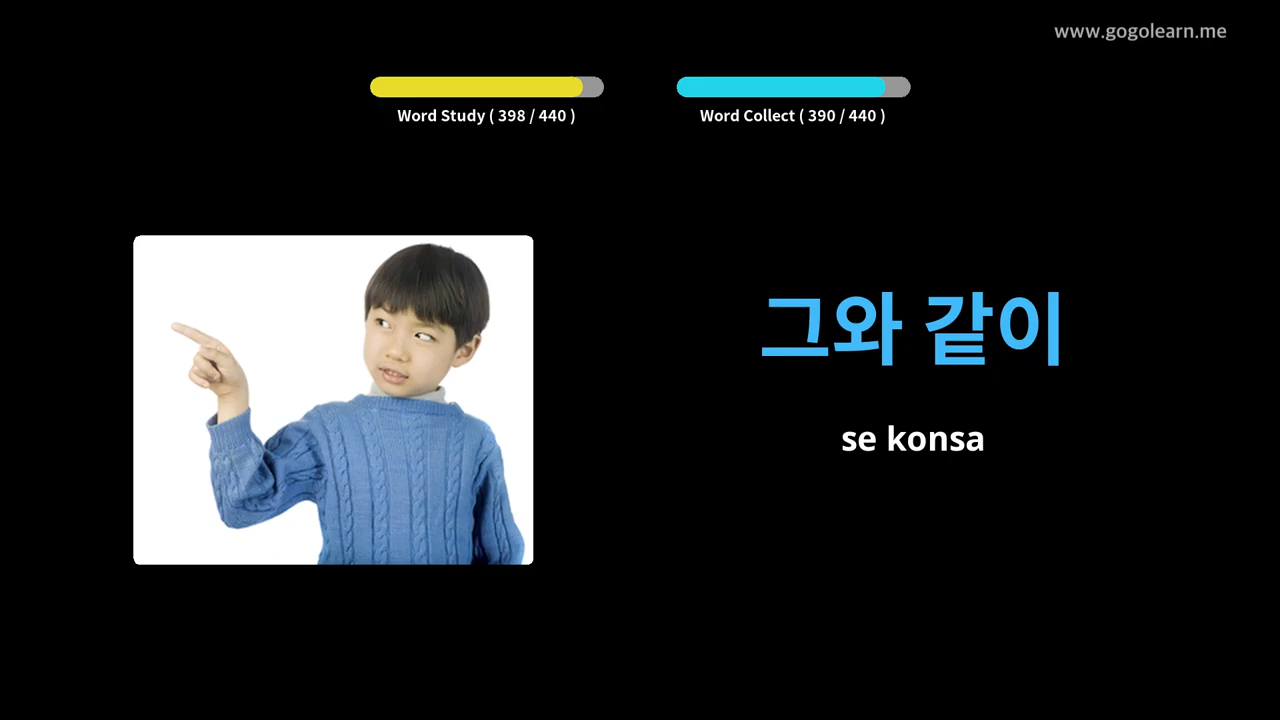 www.gogolearn.me
Word Study ( 398 / 440 )
Word Collect ( 390 / 440 )
그와 같이
se konsa